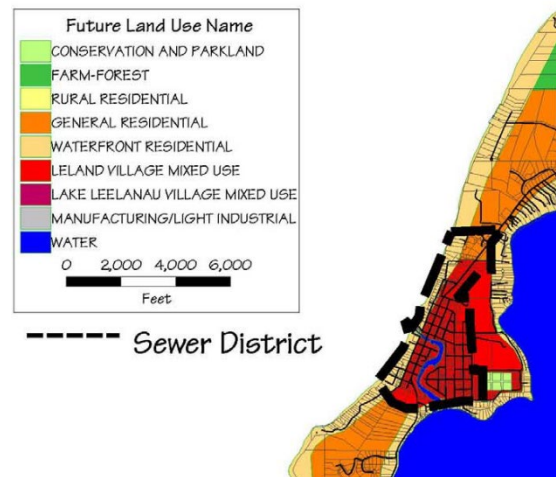 Future Land Use Name
CONSERVATION AND PARKLAND
FARM-FOREST
RURAL RESIDENTIAL
GENERAL RESIDENTIAL
WATERFRONT RESIDENTIAL
LELAND VILLAGE MIXED USE
LAKE LEELANAU VILLAGE MIXED USE
MANUFACTURING/LIGHT INDUSTRIAL
WATER
0 2,000 4,000 6,000
Feet
Sewer District